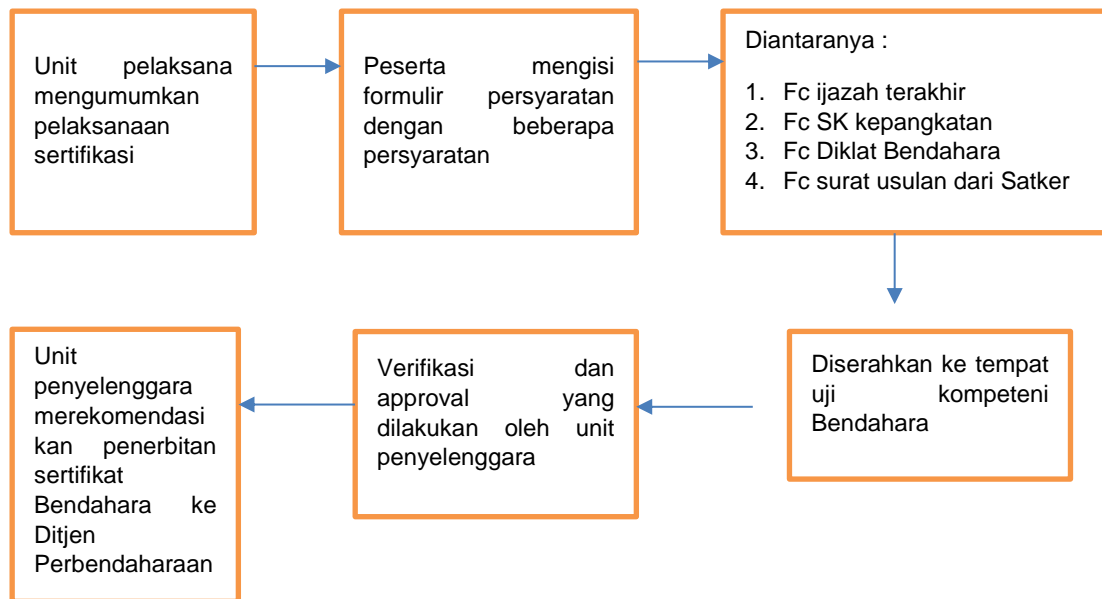 Unit pelaksana
mengumumkan
pelaksanaan
sertifikasi
Peserta mengisi
formulir persyaratan
dengan beberapa
persyaratan
Diantaranya :
1. Fc ijazah terakhir
2. Fc SK kepangkatan
3. Fc Diklat Bendahara
4. Fc surat usulan dari Satker
Diserahkan ke tempat
uji kompeteni
Bendahara
Verifikasi dan
approval yang
dilakukan oleh unit
penyelenggara
Unit
penyelenggara
merekomendasi
kan penerbitan
sertifikat
Bendahara ke
Ditjen
Perbendaharaan